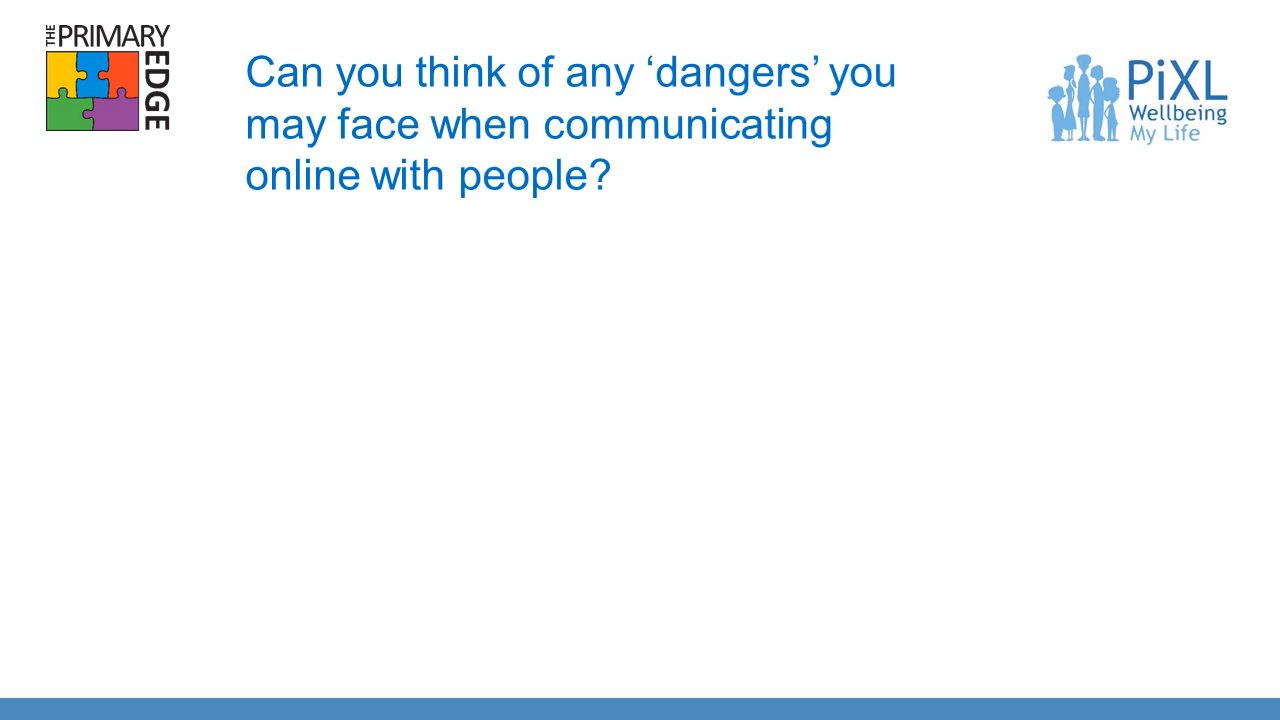 THE PRIMARY
EDGE
Can you think of any ‘dangers’ you
may face when communicating
online with people?
PiXL
Wellbeing
My Life